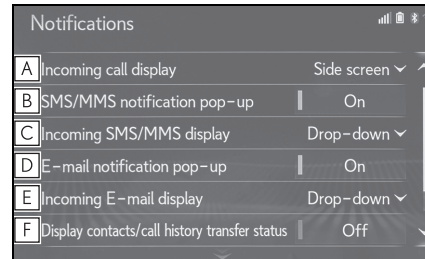 Notifications
A Incoming call display Side screen
B SMS/MMS notification pop-up On
C Incoming SMS/MMS display Drop-down
D E-mail notification pop-up On
E Incoming E-mail display Drop-down
F Display contacts/call history transfer status Off